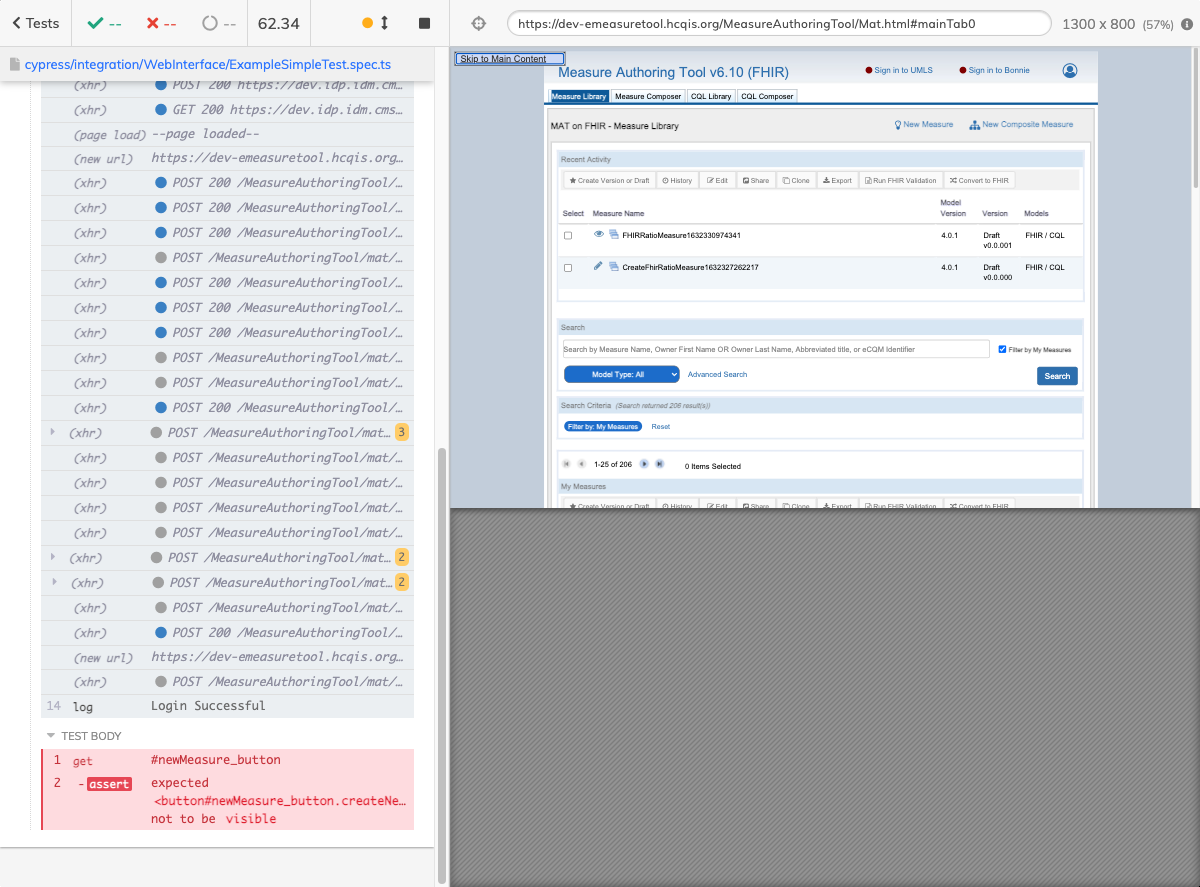 Tests
--
--
--
62.34
https://dev-emeasuretool.hcqis.org/MeasureAuthoringTool/Mat.html#mainTab0
1300 x 800 (57%)
cypress/integration/WebInterface/ExampleSimpleTest.spec.ts
(xhr) POST 200 https://dev.idp.idm.cm…
(xhr) GET 200 https://dev.idp.idm.cms…
(page load) --page loaded--
(new url) https://dev-emeasuretool.hcqis.org…
(xhr) POST 200 /MeasureAuthoringTool/…
(xhr) POST 200 /MeasureAuthoringTool/…
(xhr) POST 200 /MeasureAuthoringTool/…
(xhr) POST /MeasureAuthoringTool/mat/…
(xhr) POST 200 /MeasureAuthoringTool/…
(xhr) POST 200 /MeasureAuthoringTool/…
(xhr) POST 200 /MeasureAuthoringTool/…
(xhr) POST /MeasureAuthoringTool/mat/…
(xhr) POST /MeasureAuthoringTool/mat/…
(xhr) POST 200 /MeasureAuthoringTool/…
(xhr) POST /MeasureAuthoringTool/mat… 3
(xhr) POST /MeasureAuthoringTool/mat/…
(xhr) POST /MeasureAuthoringTool/mat/…
(xhr) POST /MeasureAuthoringTool/mat/…
(xhr) POST /MeasureAuthoringTool/mat/…
(xhr) POST /MeasureAuthoringTool/mat… 2
(xhr) POST /MeasureAuthoringTool/mat… 2
(xhr) POST /MeasureAuthoringTool/mat/…
(xhr) POST 200 /MeasureAuthoringTool/…
(new url) https://dev-emeasuretool.hcqis.org…
(xhr) POST /MeasureAuthoringTool/mat/…
14 log Login Successful
TEST BODY
1 get #newMeasure_button
2 -assert expected
<button#newMeasure_button.createNe…
not to be visible
Skip to Main Content
Measure Authoring Tool v6.10 (FHIR)
Sign in to UMLS
Sign in to Bonnie
Measure Library Measure Composer CQL Library CQL Composer
MAT on FHIR - Measure Library
New Measure
New Composite Measure
Recent Activity
Create Version or Draft History Edit Share Clone Export Run FHIR Validation Convert to FHIR
Select Measure Name Model Version Version Models
FHIRRatioMeasure1632330974341 4.0.1 Draft v0.0.001 FHIR / CQL
CreateFhirRatioMeasure1632327262217 4.0.1 Draft v0.0.000 FHIR / CQL
Search
Search by Measure Name, Owner First Name OR Owner Last Name, Abbreviated title, or eCQM Identifier
Filter by My Measures
Model Type: All
Advanced Search
Search
Search Criteria (Search returned 206 result(s))
Filter by: My Measures Reset
1-25 of 206
0 Items Selected
My Measures
Create Version or Draft History Edit Share Clone Export Run FHIR Validation Convert to FHIR